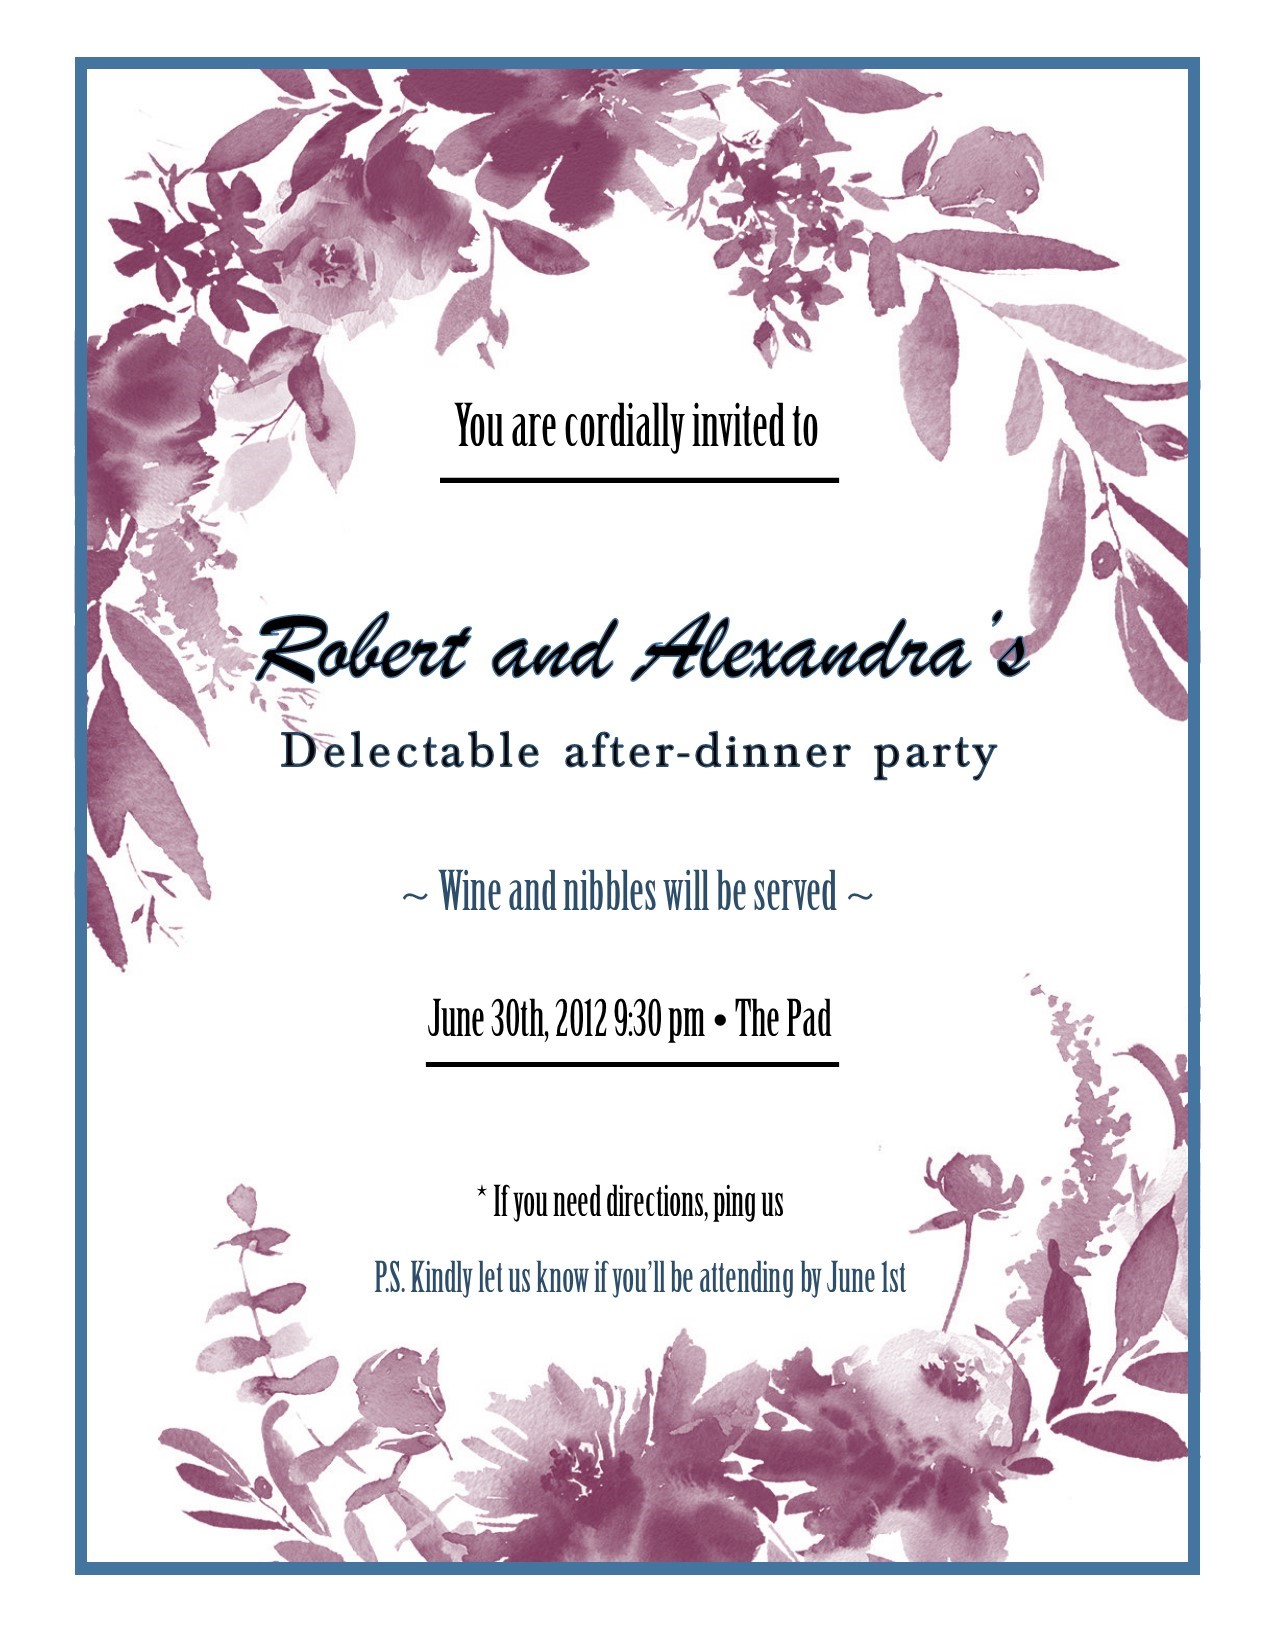 You are cordially invited to
Robert and Alexandra's
Delectable after-dinner party
~ Wine and nibbles will be served ~
June 30th, 2012 9:30 pm • The Pad
* If you need directions, ping us
P.S. Kindly let us know if you'll be attending by June 1st